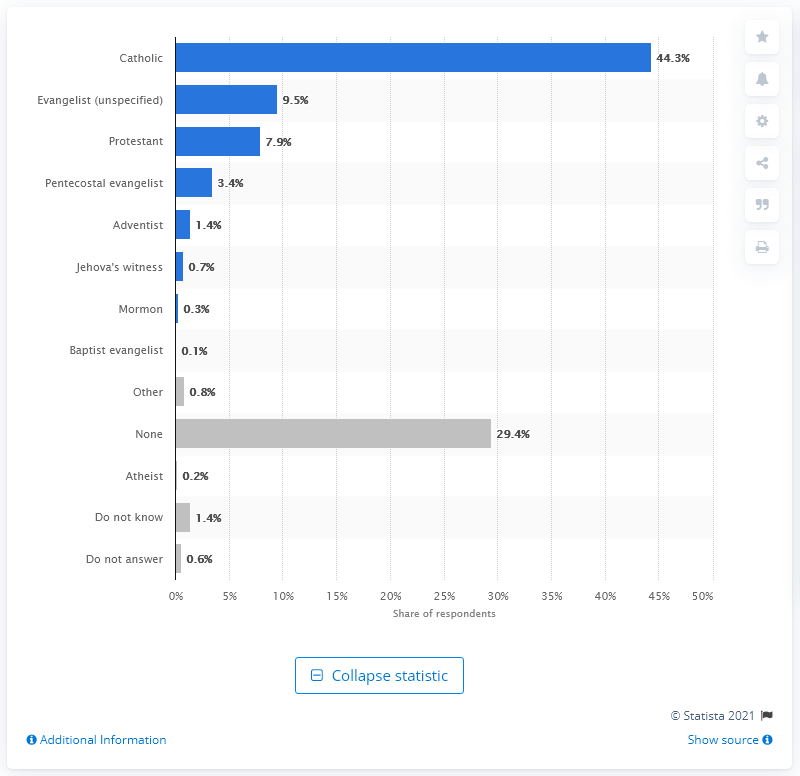 Catholic 44.3%
Evangelist (unspecified) 9.5%
Protestant 7.9%
Pentecostal evangelist 3.4%
Adventist 1.4%
Jehova's witness 0.7%
Mormon 0.3%
Baptist evangelist 0.1%
Other 0.8%
None 29.4%
Atheist 0.2%
Do not know 1.4%
Do not answer 0.6%
0% 5% 10% 15% 20% 25% 30% 35% 40% 45% 50%
Share of respondents
Collapse statistic
© Statista 2021
Additional Information Show source